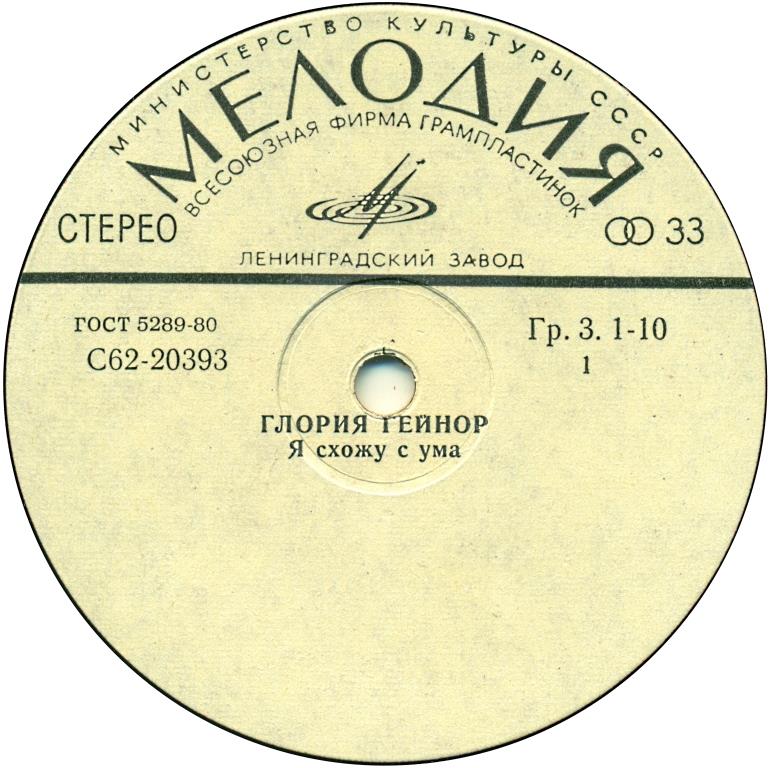 МИНИСТЕРСТВО КУЛЬТУРЫ СССР
МЕЛОДИЯ
ВСЕСОЮЗНАЯ ФИРМА ГРАМПЛАСТИНОК
СТЕРЕО
33
ЛЕНИНГРАДСКИЙ ЗАВОД
ГОСТ 5289-80
Гр. 3. 1-10
С62-20393
1
ГЛОРИЯ ГЕЙНОР
Я схожу с ума